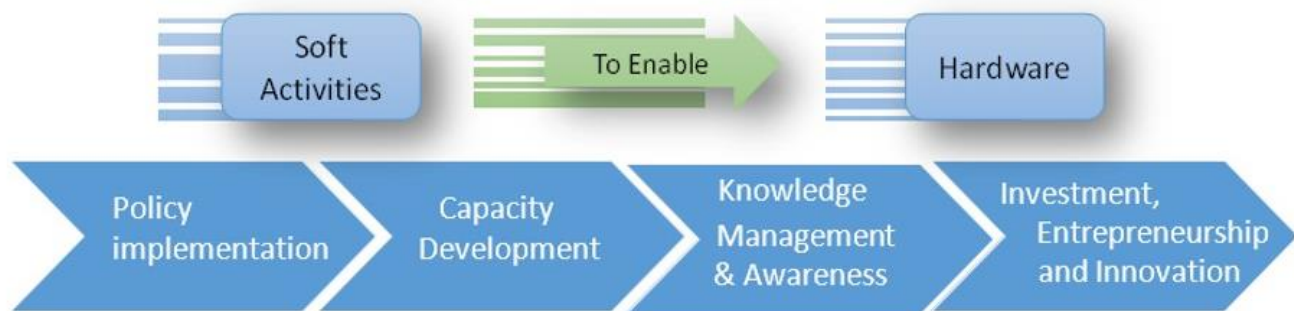 Soft
Activities
To Enable
Hardware
Policy
implementation
Capacity
Development
Knowledge
Management
& Awareness
Investment,
Entrepreneurship
and Innovation